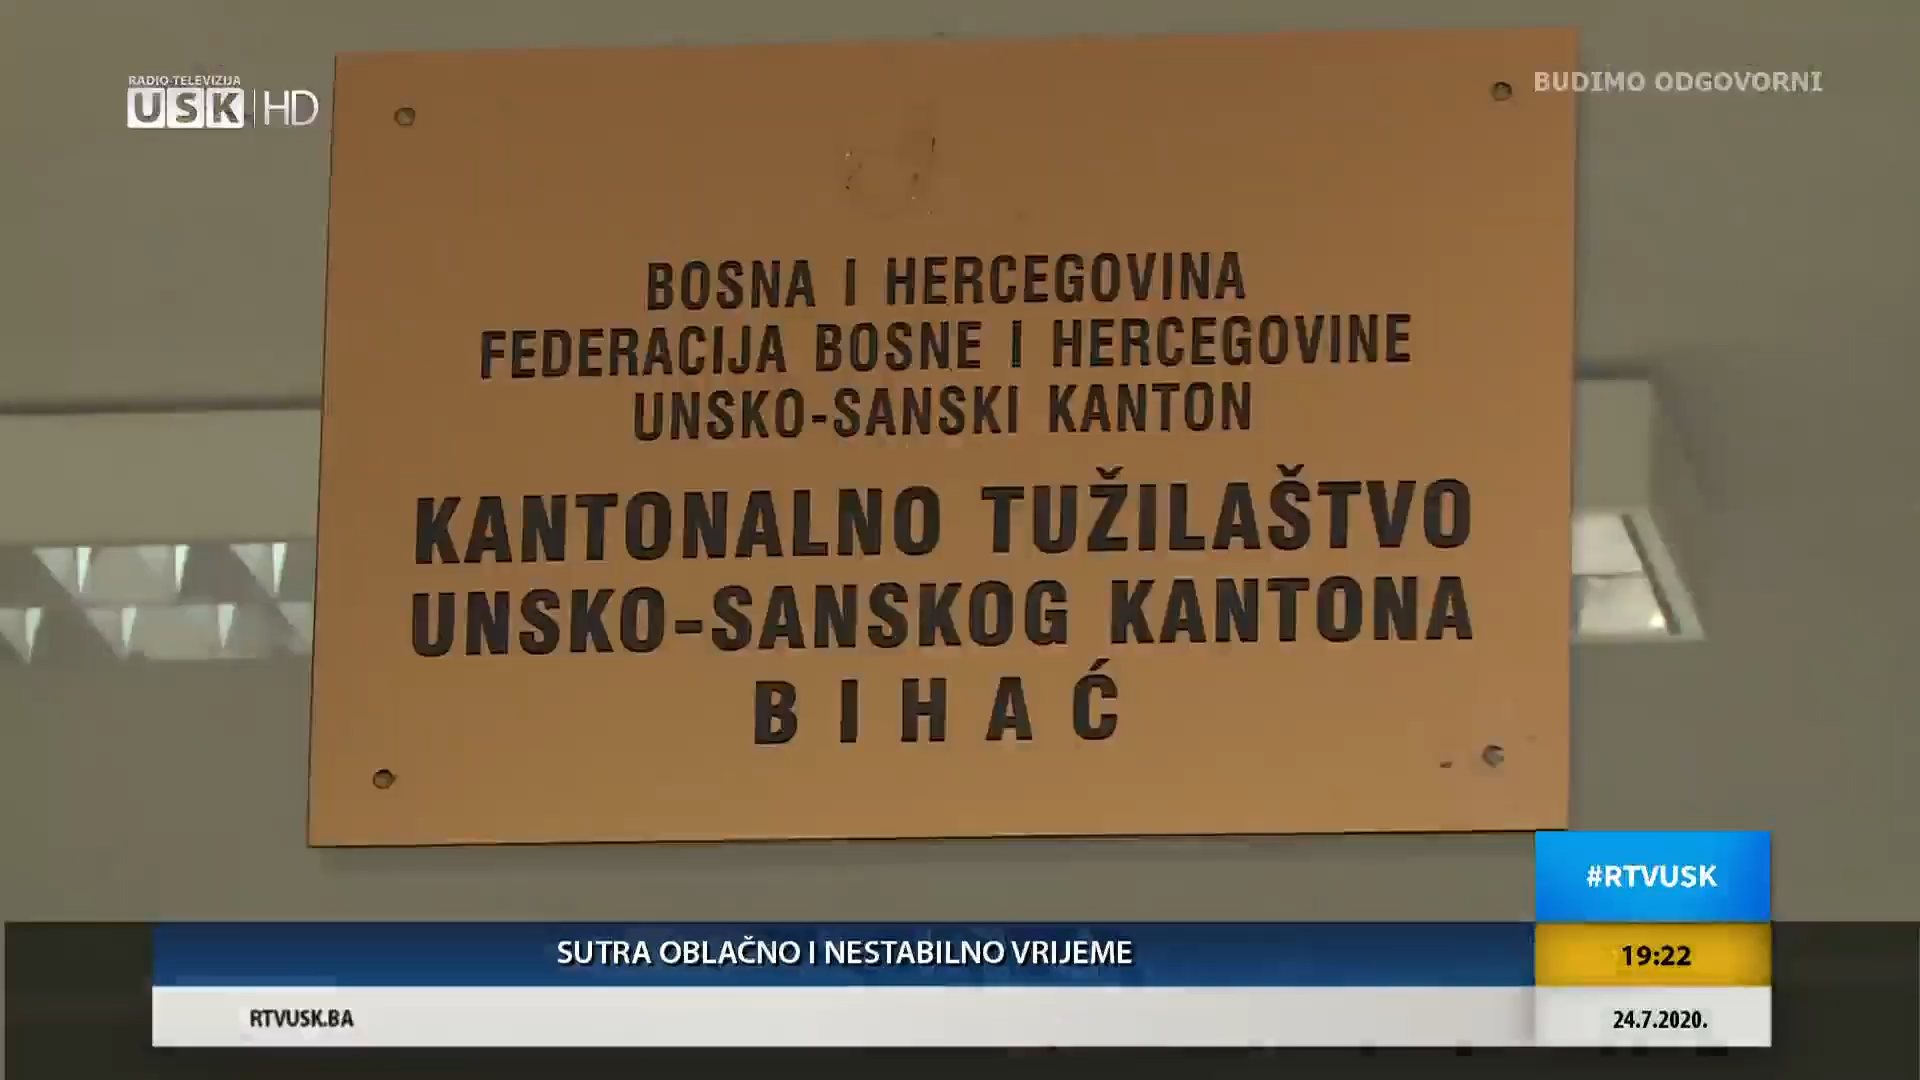 RADIO-TELEVIZIJA
USK HD
BUDIMO ODGOVORNI
BOSNA I HERCEGOVINA
FEDERACIJA BOSNE I HERCEGOVINE
UNSKO-SANSKI KANTON
KANTONALNO TUŽILAŠTVO
UNSKO-SANSKOG KANTONA
BIHAĆ
#RTVUSK
SUTRA OBLAČNO I NESTABILNO VRIJEME
19:22
RTVUSK.BA
24.7.2020.